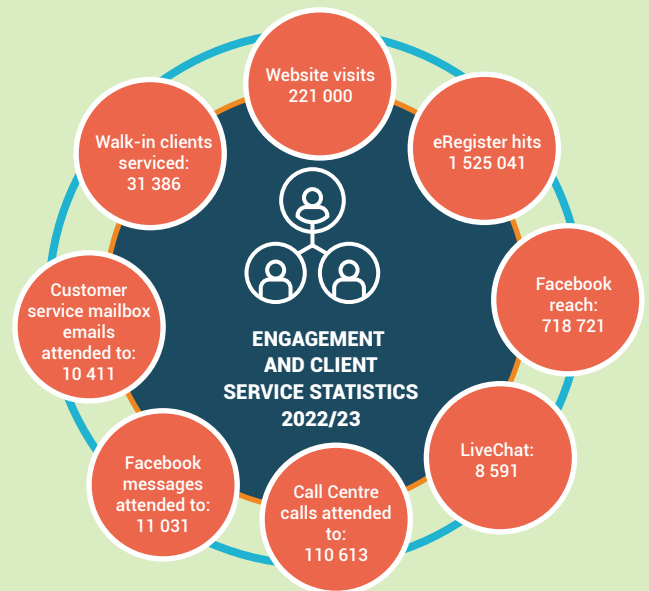 Website visits
221 000
eRegister hits
1 525 041
Facebook
reach:
718 721
LiveChat:
8 591
Call Centre
calls attended
to:
110 613
Facebook
messages
attended to:
11 031
Customer
service mailbox
emails
attended to:
10 411
Walk-in clients
serviced:
31 386
ENGAGEMENT
AND CLIENT
SERVICE STATISTICS
2022/23